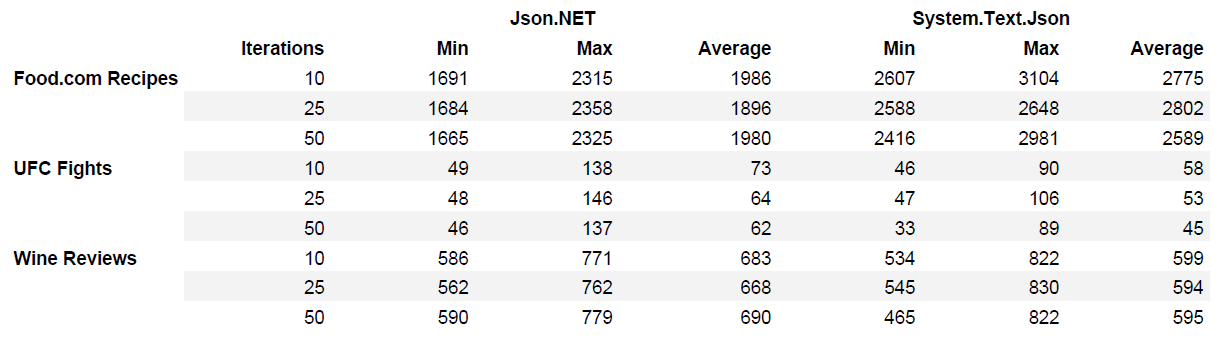 Json.NET System.Text.Json
Iterations Min Max Average Min Max Average
Food.com Recipes 10 1691 2315 1986 2607 3104 2775
25 1684 2358 1896 2588 2648 2802
50 1665 2325 1980 2416 2981 2589
UFC Fights 10 49 138 73 46 90 58
25 48 146 64 47 106 53
50 46 137 62 33 89 45
Wine Reviews 10 586 771 683 534 822 599
25 562 762 668 545 830 594
50 590 779 690 465 822 595